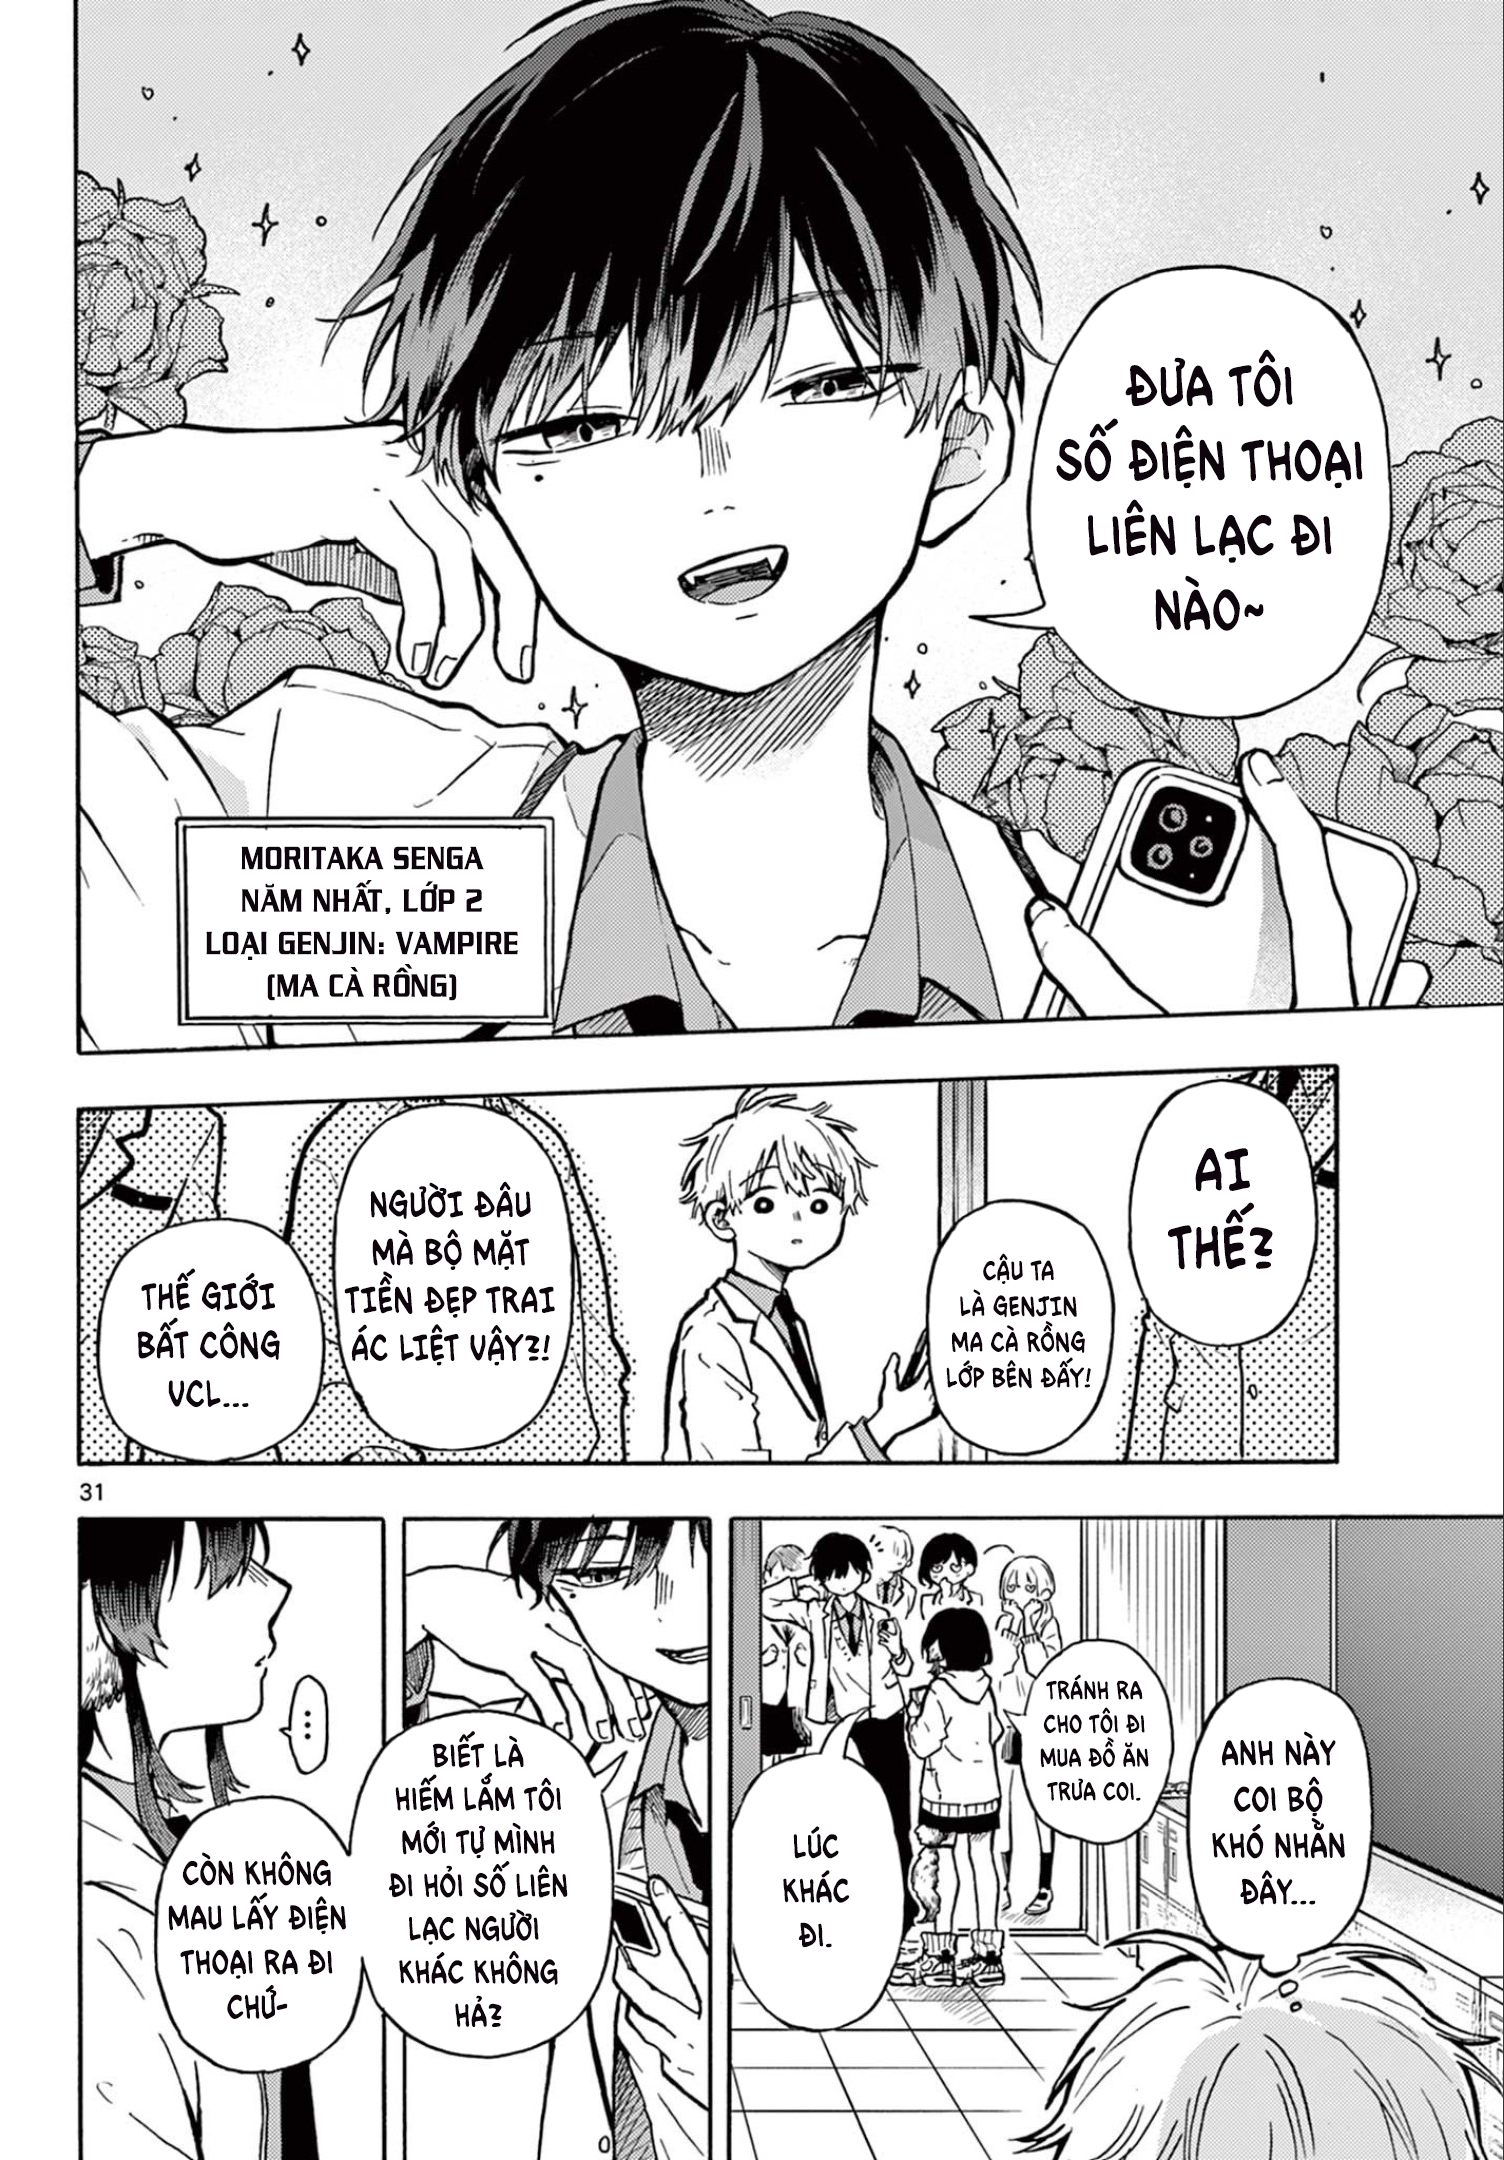 ĐƯA TÔI
SỐ ĐIỆN THOẠI
LIÊN LẠC ĐI
NÀO~
MORITAKA SENGA
NĂM NHẤT, LỚP 2
LOẠI GENJIN: VAMPIRE
(MA CÀ RỒNG)
AI
THẾ?
CẬU TA
LÀ GENJIN
MA CÀ RỒNG
LỚP BÊN ĐẤY!
NGƯỜI ĐÂU
MÀ BỘ MẶT
TIỀN ĐẸP TRAI
ÁC LIỆT VẬY?!
THẾ GIỚI
BẤT CÔNG
VCL...
31
ANH NÀY
COI BỘ
KHÓ NHẰN
ĐÂY...
TRÁNH RA
CHO TÔI ĐI
MUA ĐỒ ĂN
TRƯA COI.
LÚC
KHÁC
ĐI.
BIẾT LÀ
HIẾM LẮM TÔI
MỚI TỰ MÌNH
ĐI HỎI SỐ LIÊN
LẠC NGƯỜI
KHÁC KHÔNG
HẢ?
...
CÒN KHÔNG
MAU LẤY ĐIỆN
THOẠI RA ĐI
CHỨ-